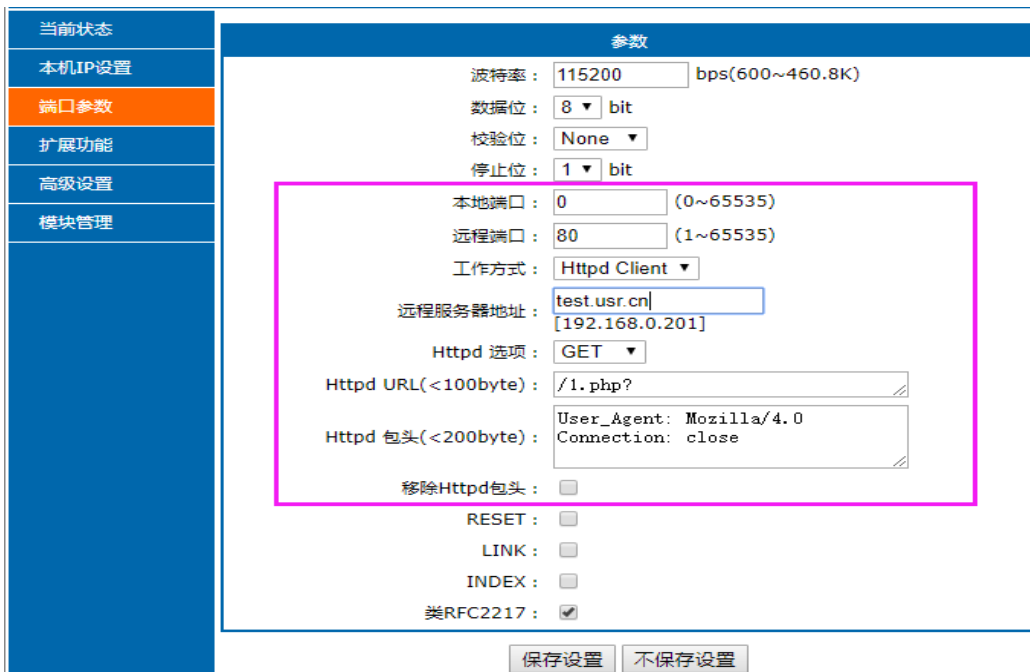 当前状态
本机IP设置
端口参数
扩展功能
高级设置
模块管理
参数
波特率： 115200 bps(600~460.8K)
数据位： 8 bit
校验位： None
停止位： 1 bit
本地端口： 0 (0~65535)
远程端口： 80 (1~65535)
工作方式： Httpd Client
远程服务器地址： test.usr.cn
[192.168.0.201]
Httpd 选项： GET
Httpd URL(<100byte)： /1.php?
Httpd 包头(<200byte)： User_Agent: Mozilla/4.0
Connection: close
移除Httpd包头：
RESET：
LINK：
INDEX：
类RFC2217：
保存设置 不保存设置